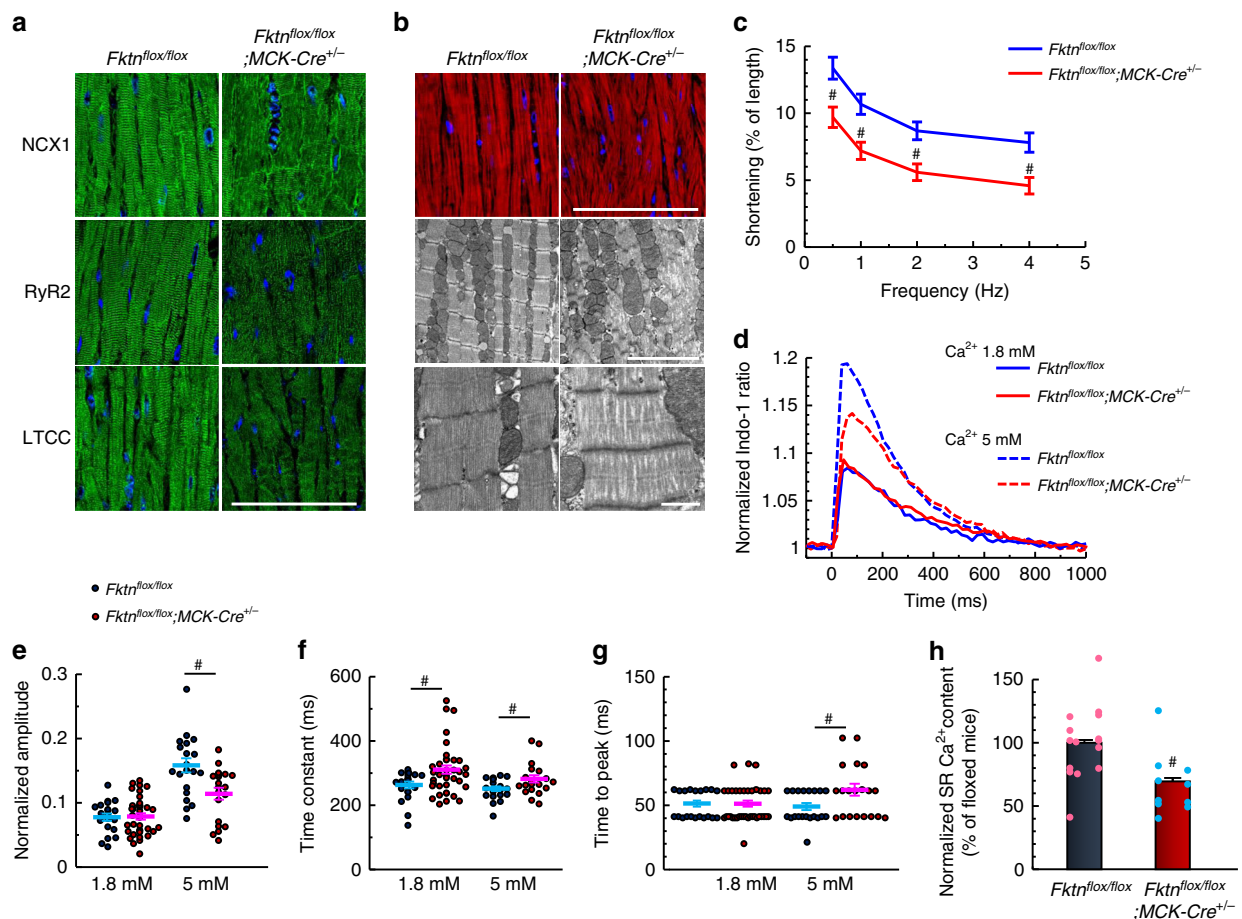 a
Fktn^flox/flox
Fktn^flox/flox
;MCK-Cre^+/–
NCX1
RyR2
LTCC
b
Fktn^flox/flox
Fktn^flox/flox
;MCK-Cre^+/–
c
Fktn^flox/flox
Fktn^flox/flox;MCK-Cre^+/–
Shortening (% of length)
15
10
5
0
# # # #
0 1 2 3 4 5
Frequency (Hz)
d
Ca2+ 1.8 mM
Fktn^flox/flox
Fktn^flox/flox;MCK-Cre^+/–
Ca2+ 5 mM
Fktn^flox/flox
Fktn^flox/flox;MCK-Cre^+/–
Normalized Indo-1 ratio
1.2
1.15
1.1
1.05
1
0 200 400 600 800 1000
Time (ms)
Fktn^flox/flox
Fktn^flox/flox;MCK-Cre^+/–
e
Normalized amplitude
0.3
0.2
0.1
0
#
1.8 mM 5 mM
f
Time constant (ms)
600
400
200
0
# #
1.8 mM 5 mM
g
Time to peak (ms)
150
100
50
0
#
1.8 mM 5 mM
h
Normalized SR Ca2+content
(% of floxed mice)
150
100
50
0
#
Fktn^flox/flox
Fktn^flox/flox
;MCK-Cre^+/–